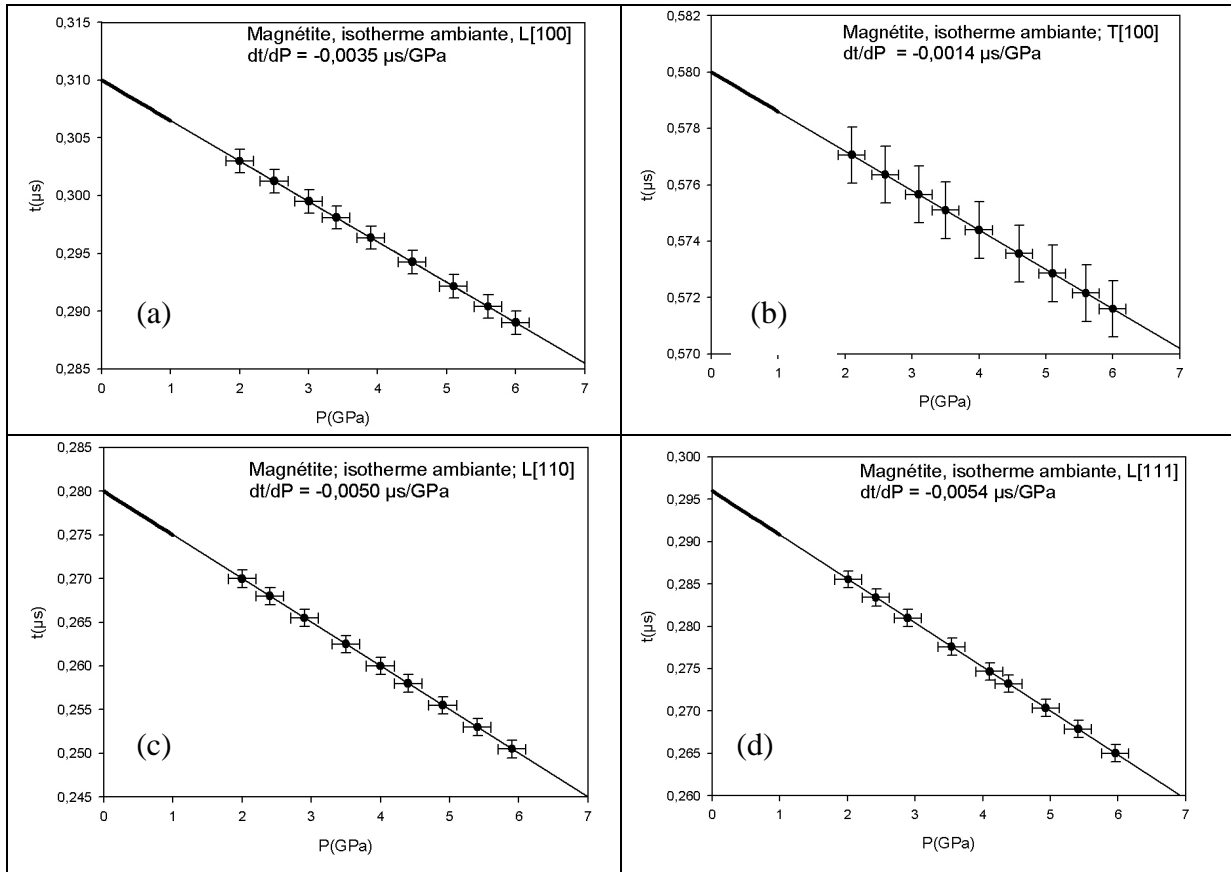 Magnétite, isotherme ambiante, L[100]
dt/dP = -0,0035 µs/GPa
0,315
0,310
0,305
0,300
0,295
0,290
0,285
t(µs)
(a)
0 1 2 3 4 5 6 7
P(GPa)
Magnétite, isotherme ambiante; T[100]
dt/dP = -0,0014 µs/GPa
0,582
0,580
0,578
0,576
0,574
0,572
0,570
t(µs)
(b)
0 1 2 3 4 5 6 7
P(GPa)
Magnétite; isotherme ambiante; L[110]
dt/dP = -0,0050 µs/GPa
0,285
0,280
0,275
0,270
0,265
0,260
0,255
0,250
0,245
t(µs)
(c)
0 1 2 3 4 5 6 7
P(GPa)
Magnétite, isotherme ambiante, L[111]
dt/dP = -0,0054 µs/GPa
0,300
0,295
0,290
0,285
0,280
0,275
0,270
0,265
0,260
t(µs)
(d)
0 1 2 3 4 5 6 7
P(GPa)